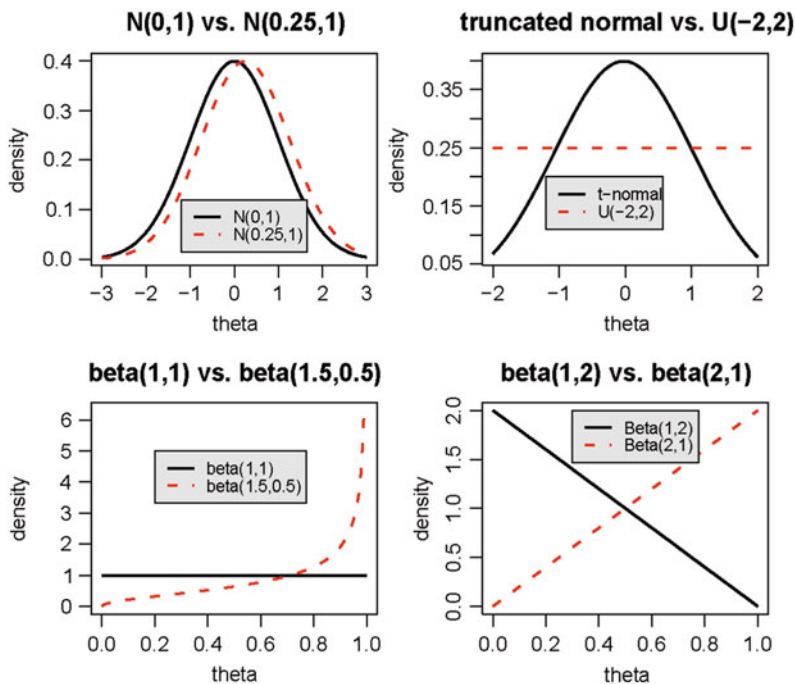 N(0,1) vs. N(0.25,1)
density
0.4
0.3
0.2
0.1
0.0
N(0,1)
N(0.25,1)
−3 −2 −1 0 1 2 3
theta
truncated normal vs. U(−2,2)
density
0.35
0.25
0.15
0.05
t−normal
U(−2,2)
−2 −1 0 1 2
theta
beta(1,1) vs. beta(1.5,0.5)
density
6
5
4
3
2
1
0
beta(1,1)
beta(1.5,0.5)
0.0 0.2 0.4 0.6 0.8 1.0
theta
beta(1,2) vs. beta(2,1)
density
2.0
1.5
1.0
0.5
0.0
Beta(1,2)
Beta(2,1)
0.0 0.2 0.4 0.6 0.8 1.0
theta